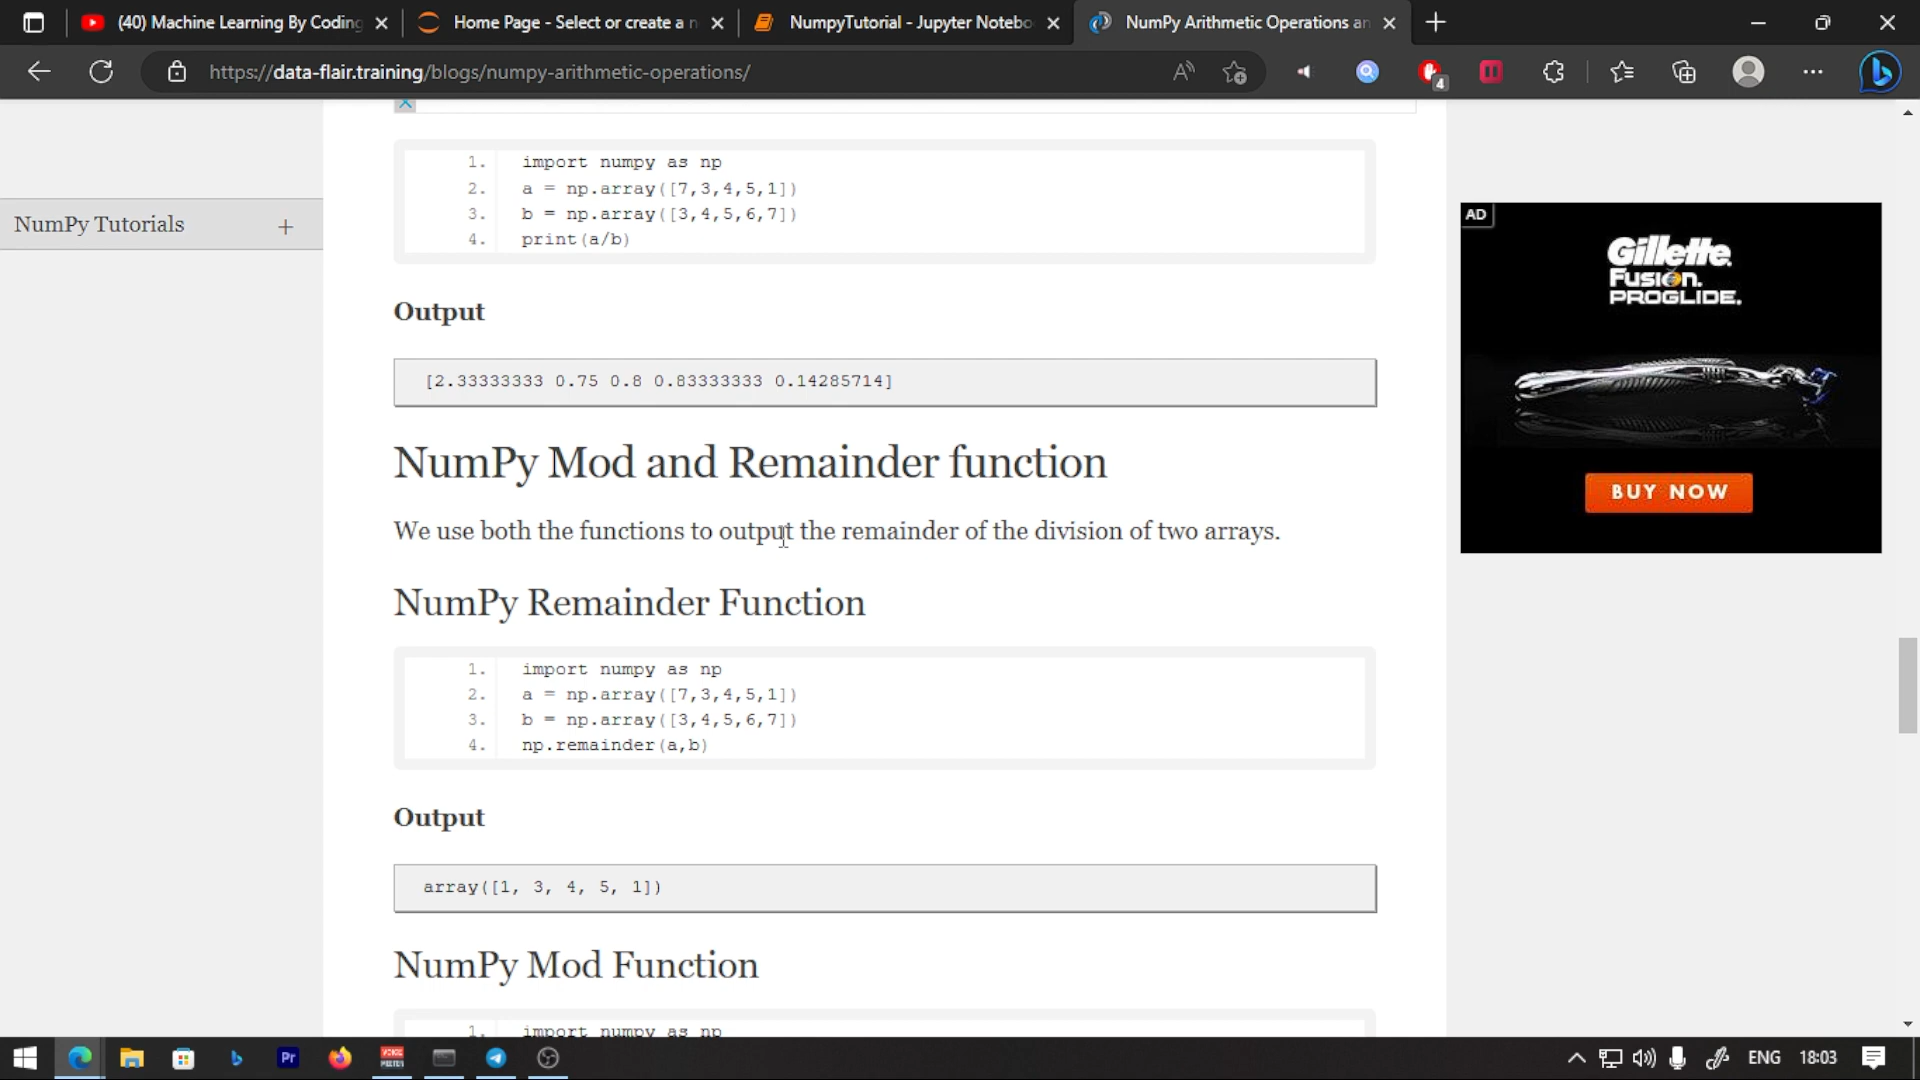 (40) Machine Learning By Coding
Home Page - Select or create a n
NumpyTutorial - Jupyter Notebo
NumPy Arithmetic Operations an
https://data-flair.training/blogs/numpy-arithmetic-operations/
4
NumPy Tutorials +
1. import numpy as np
2. a = np.array([7,3,4,5,1])
3. b = np.array([3,4,5,6,7])
4. print(a/b)
Output
[2.33333333 0.75 0.8 0.83333333 0.14285714]
NumPy Mod and Remainder function
We use both the functions to output the remainder of the division of two arrays.
NumPy Remainder Function
1. import numpy as np
2. a = np.array([7,3,4,5,1])
3. b = np.array([3,4,5,6,7])
4. np.remainder(a,b)
Output
array([1, 3, 4, 5, 1])
NumPy Mod Function
1. import numpy as np
AD
Gillette
FUSION.
PROGLIDE.
BUY NOW
Pr
VOICE
MEETER
ENG 18:03